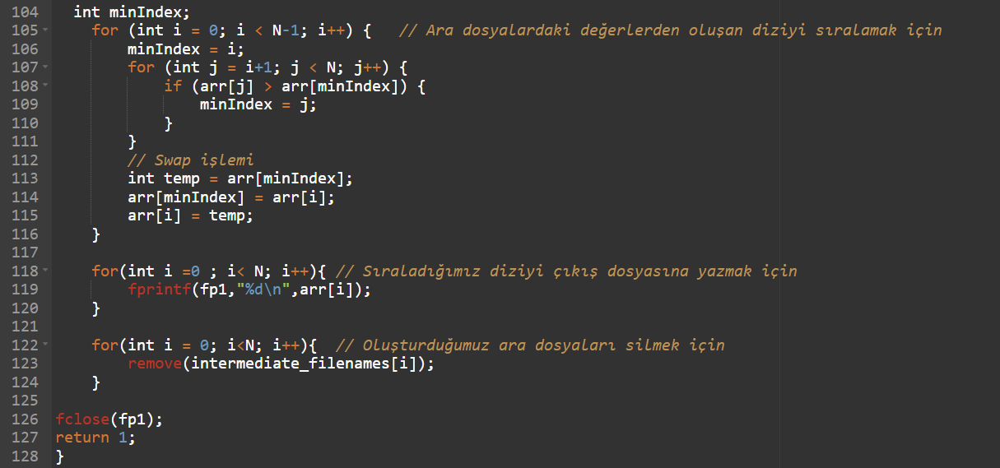 104   int minIndex;
105     for (int i = 0; i < N-1; i++) {   // Ara dosyalardaki değerlerden oluşan diziyi sıralamak için
106         minIndex = i;
107         for (int j = i+1; j < N; j++) {
108             if (arr[j] > arr[minIndex]) {
109                 minIndex = j;
110             }
111         }
112         // Swap işlemi
113         int temp = arr[minIndex];
114         arr[minIndex] = arr[i];
115         arr[i] = temp;
116     }
117
118     for(int i =0 ; i< N; i++){ // Sıraladığımız diziyi çıkış dosyasına yazmak için
119         fprintf(fp1,"%d\n",arr[i]);
120     }
121
122     for(int i = 0; i<N; i++){  // Oluşturduğumuz ara dosyaları silmek için
123         remove(intermediate_filenames[i]);
124     }
125
126 fclose(fp1);
127 return 1;
128 }